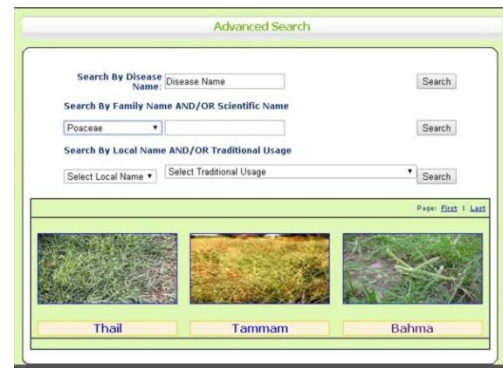 Advanced Search
Search By Disease Name: Disease Name Search
Search By Family Name AND/OR Scientific Name
Poaceae Search
Search By Local Name AND/OR Traditional Usage
Select Local Name Select Traditional Usage Search
Page: First 1 Last
Thail Tammam Bahma